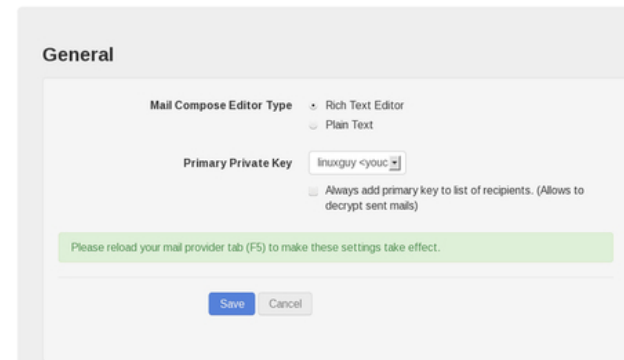 General
Mail Compose Editor Type
Rich Text Editor
Plain Text
Primary Private Key
linuxguy <youc
Always add primary key to list of recipients. (Allows to
decrypt sent mails)
Please reload your mail provider tab (F5) to make these settings take effect.
Save
Cancel